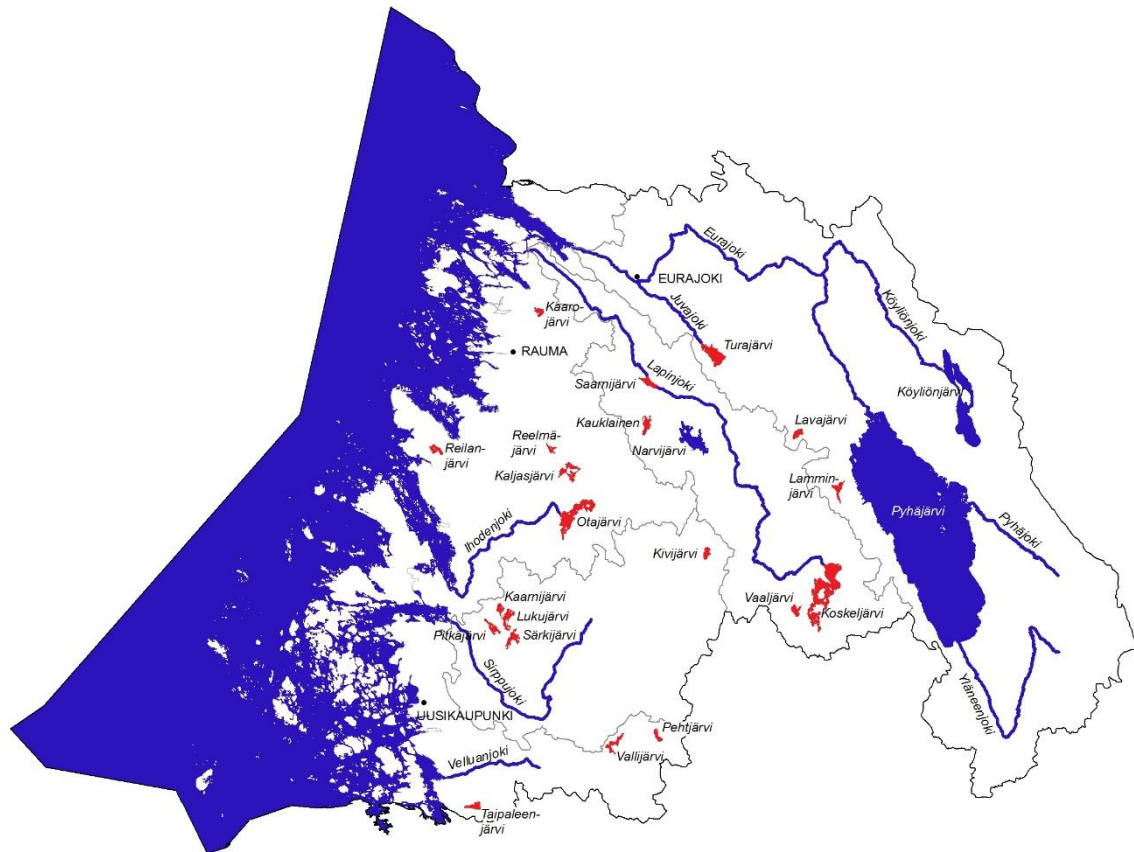 Eurajoki
EURAJOKI
Köyliönjoki
Juvajoki
Kaaro-
järvi
RAUMA
Turajärvi
Lapinjoki
Saarnijärvi
Köyliönjärvi
Kauklainen
Lavajärvi
Narvijärvi
Reilan-
järvi
Reelmä-
järvi
Kaljasjärvi
Lammin-
järvi
Pyhäjärvi
Pyhäjoki
Otajärvi
Ihodenjoki
Kivijärvi
Kaarnijärvi
Lukujärvi
Pitkäjärvi
Särkijärvi
Vaaljärvi
Koskeljärvi
Sirppujoki
UUSIKAUPUNKI
Yläneenjoki
Pehtjärvi
Vallijärvi
Velluanjoki
Taipaleen-
järvi